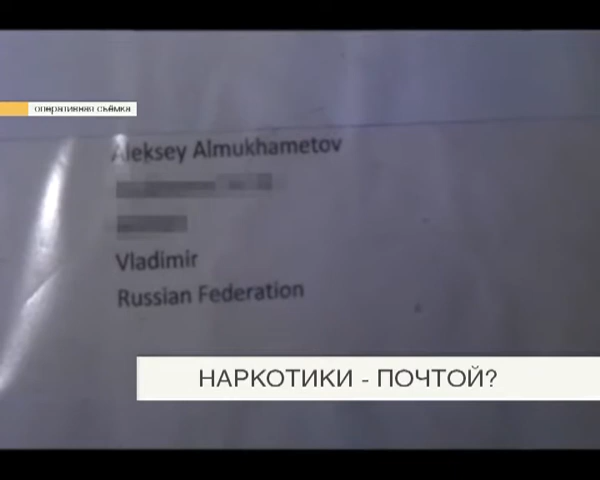 оперативная съёмка
Aleksey Almukhametov
Vladimir
Russian Federation
НАРКОТИКИ - ПОЧТОЙ?